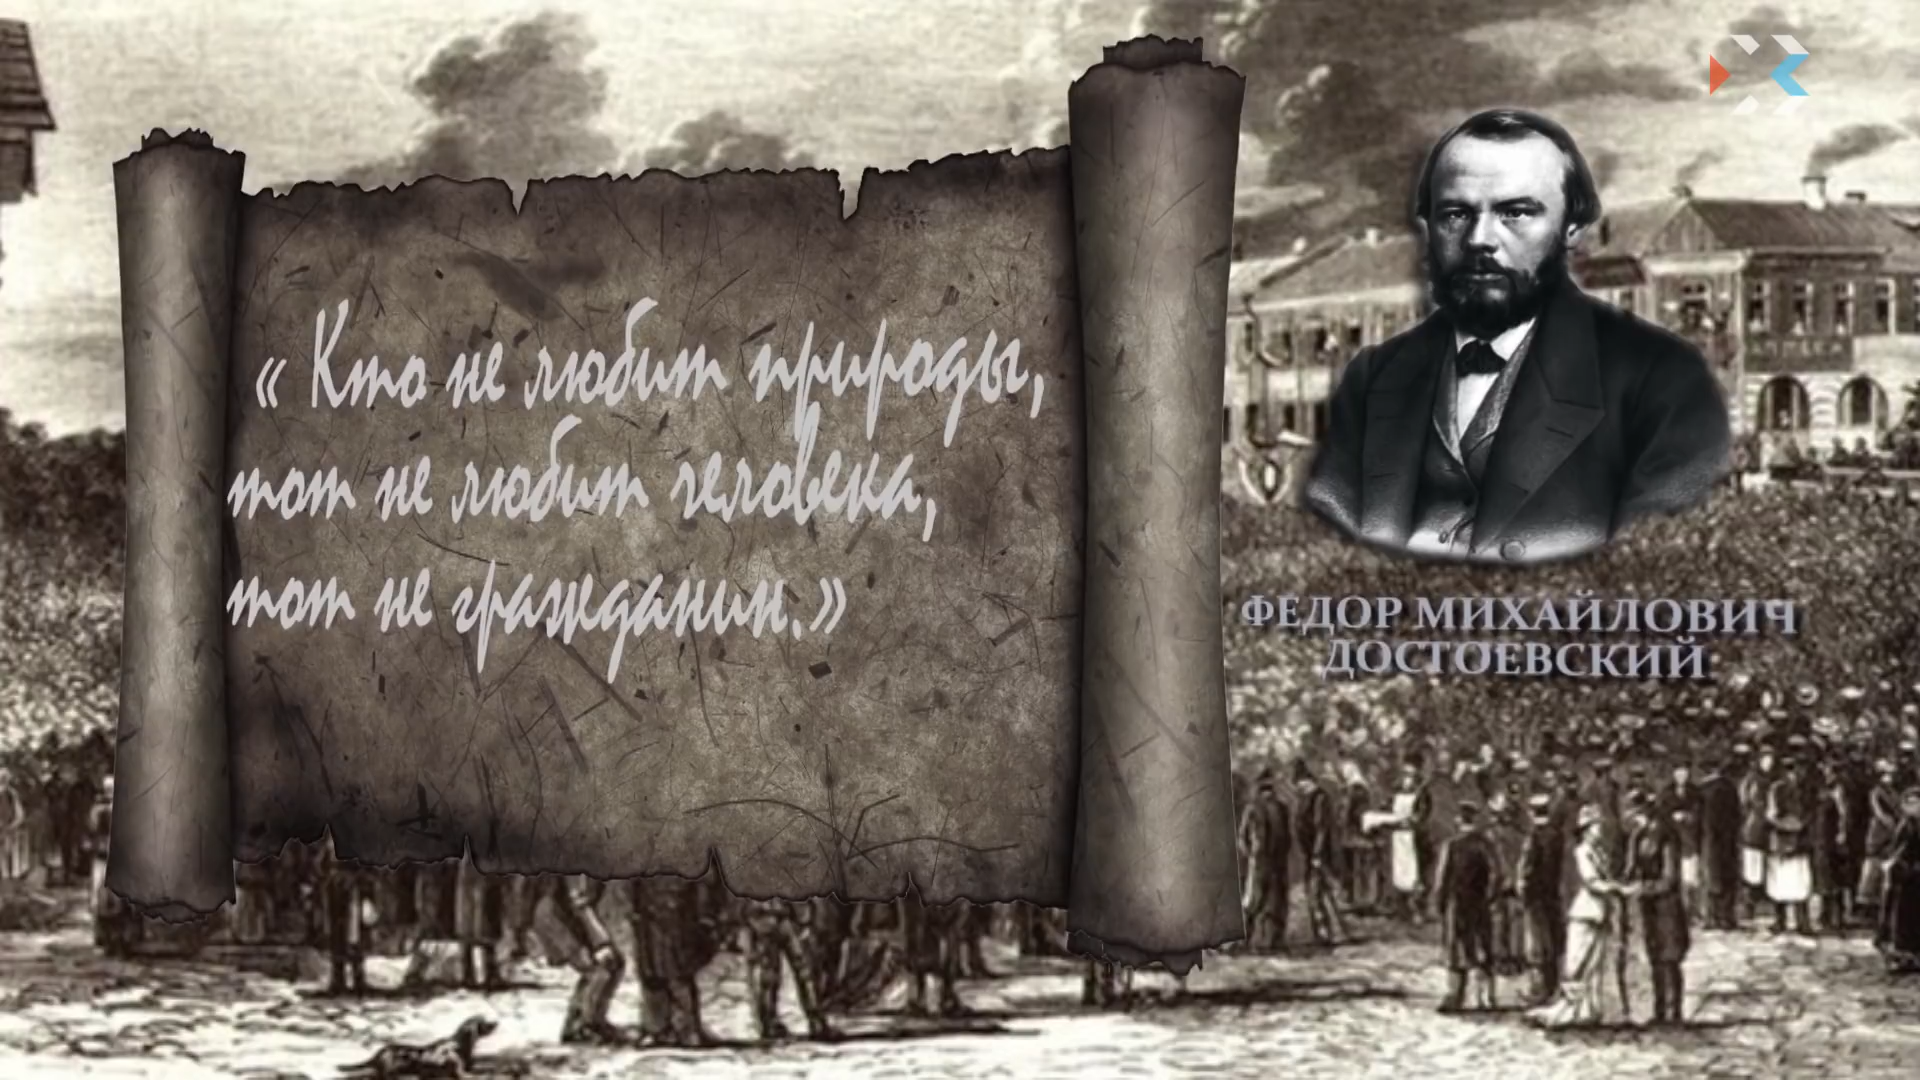 « Кто не любит природы,
тот не любит человека,
тот не гражданин.»
ФЕДОР МИХАЙЛОВИЧ
ДОСТОЕВСКИЙ